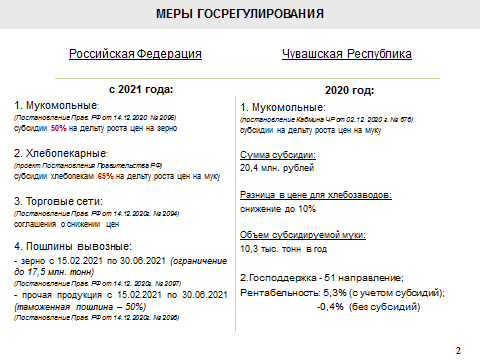 МЕРЫ ГОСРЕГУЛИРОВАНИЯ
Российская Федерация
с 2021 года:
1. Мукомольные:
(Постановление Прав. РФ от 14.12.2020 № 2095)
субсидии 50% на дельту роста цен на зерно
2. Хлебопекарные:
(проект Постановления Правительства РФ)
субсидии хлебопекам 65% на дельту роста цен на муку
3. Торговые сети:
(Постановление Прав. РФ от 14.12.2020г. № 2094)
соглашения о снижении цен
4. Пошлины вывозные:
- зерно с 15.02.2021 по 30.06.2021 (ограничение
до 17,5 млн. тонн)
(Постановление Прав. РФ от 14.12. 2020г. № 2097)
- прочая продукция с 15.02.2021 по 30.06.2021
(таможенная пошлина – 50%)
(Постановление Прав. РФ от 14.12.2020г. № 2096)
Чувашская Республика
2020 год:
1. Мукомольные:
(постановление Кабмина ЧР от 02.12. 2020 г. № 676)
субсидии на дельту роста цен на муку
Сумма субсидии:
20,4 млн. рублей
Разница в цене для хлебозаводов:
снижение до 10%
Объем субсидируемой муки:
10,3 тыс. тонн в год
2.Господдержка - 51 направление;
Рентабельность: 5,3% (с учетом субсидий);
-0,4% (без субсидий)
2